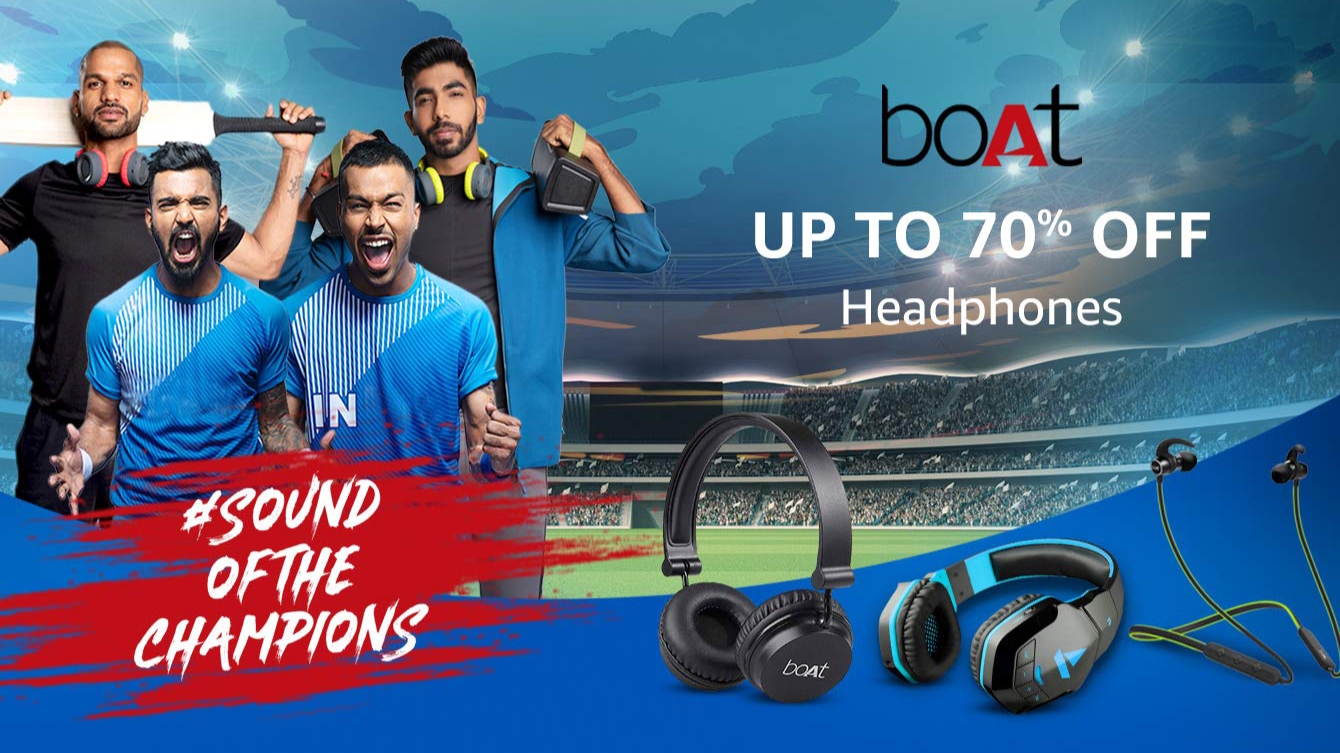 boAt
UP TO 70% OFF
Headphones
IN
#SOUND
OF THE
CHAMPIONS
boAt